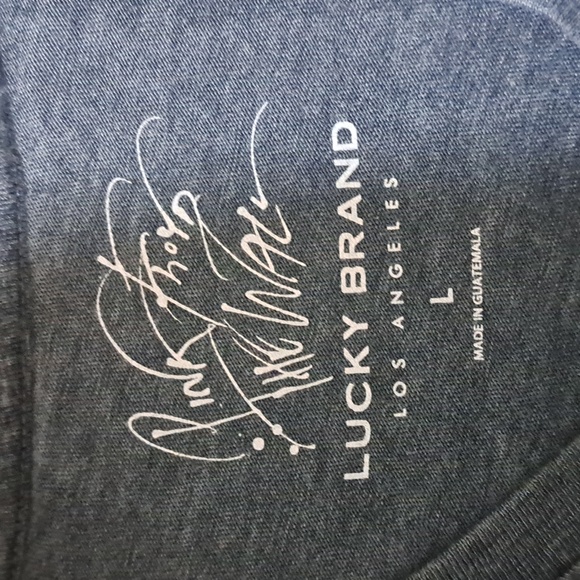 PINK FLOYD
THE WALL
LUCKY BRAND
LOS ANGELES
L
MADE IN GUATEMALA